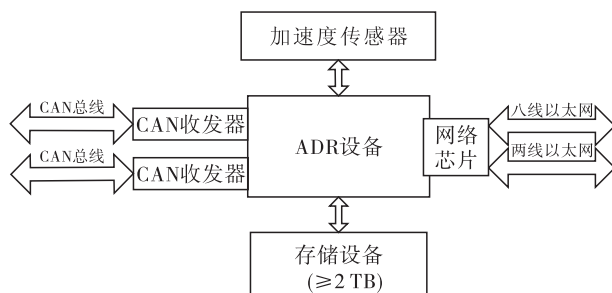 加速度传感器
CAN总线
CAN收发器
ADR设备
网络
芯片
八线以太网
CAN总线
CAN收发器
两线以太网
存储设备
(≥2 TB)